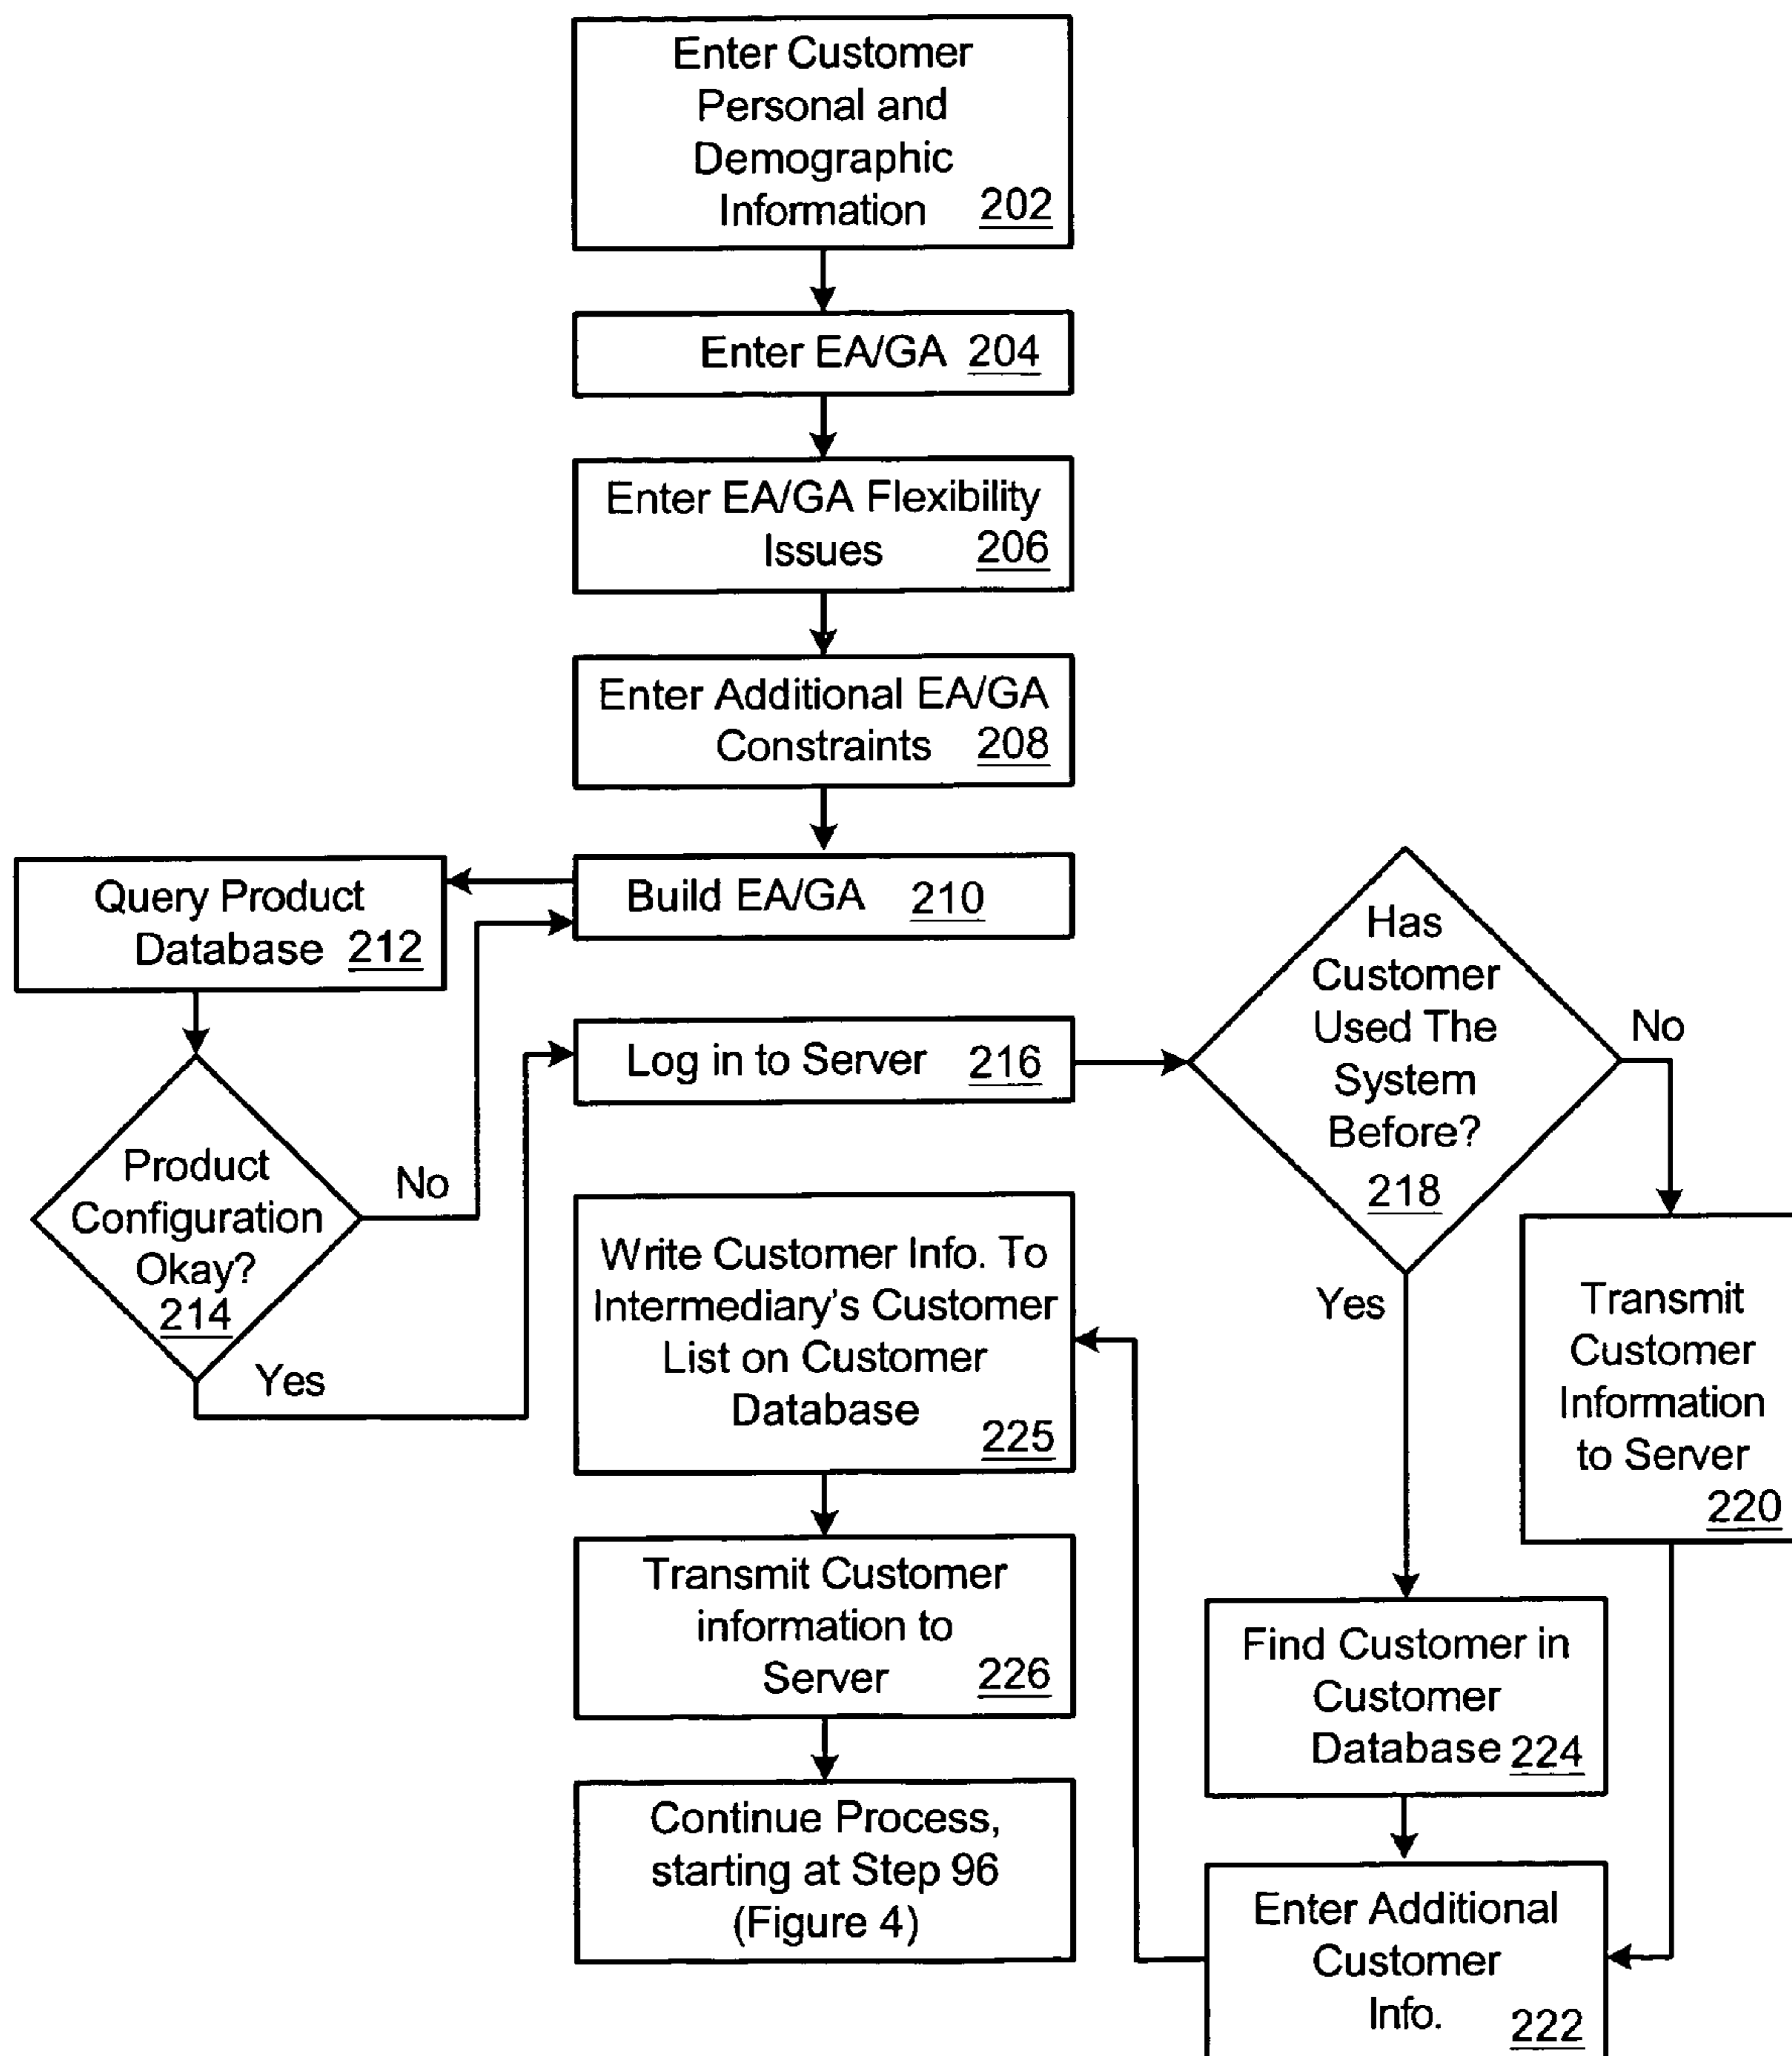 Enter Customer
Personal and
Demographic
Information 202
Enter EA/GA 204
Enter EA/GA Flexibility
Issues 206
Enter Additional EA/GA
Constraints 208
Build EA/GA 210
Query Product
Database 212
Product
Configuration
Okay?
214
No
Yes
Log in to Server 216
Has
Customer
Used The
System
Before?
218
No
Yes
Transmit
Customer
Information
to Server
220
Find Customer in
Customer
Database 224
Enter Additional
Customer
Info. 222
Write Customer Info. To
Intermediary's Customer
List on Customer
Database
225
Transmit Customer
information to
Server 226
Continue Process,
starting at Step 96
(Figure 4)